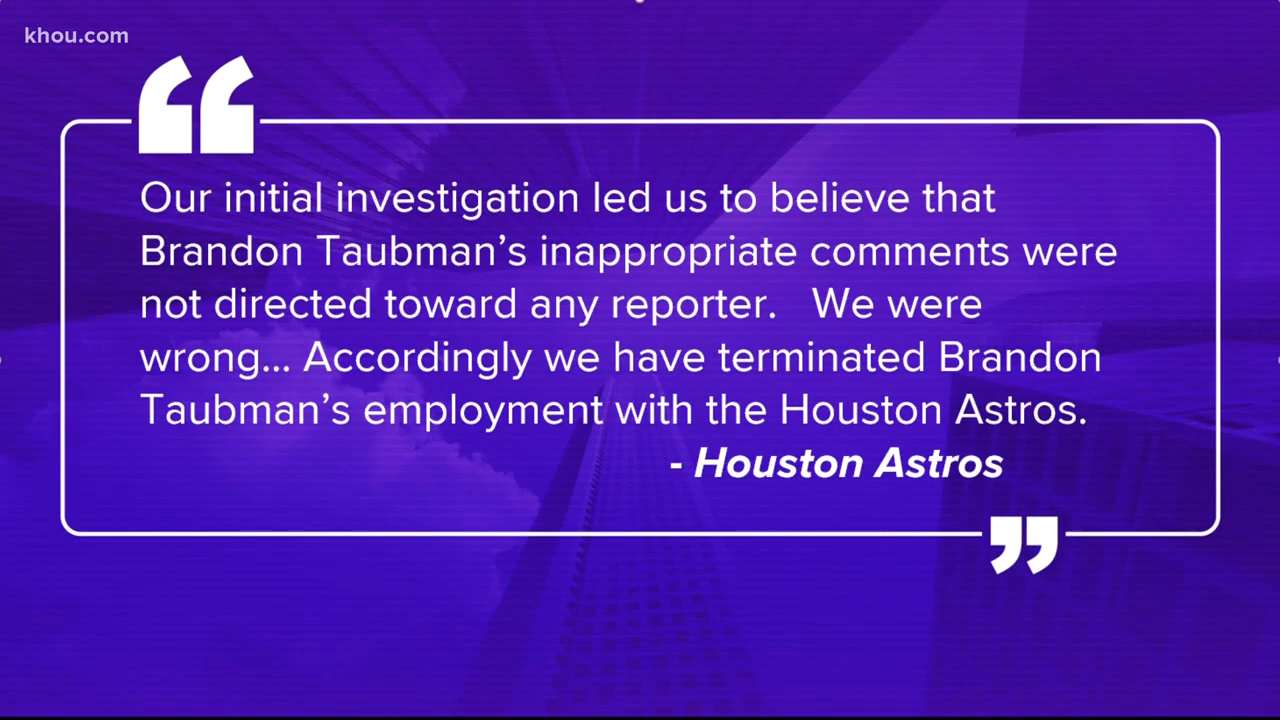 khou.com
“
Our initial investigation led us to believe that
Brandon Taubman’s inappropriate comments were
not directed toward any reporter.   We were
wrong... Accordingly we have terminated Brandon
Taubman’s employment with the Houston Astros.
- Houston Astros
”